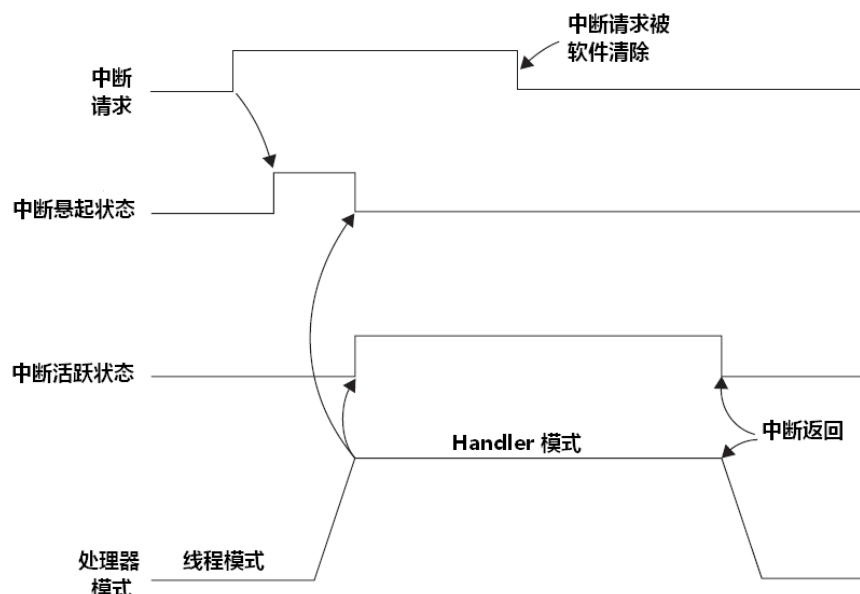 中断请求被
软件清除
中断
请求
中断悬起状态
中断活跃状态
Handler 模式
中断返回
处理器
模式
线程模式